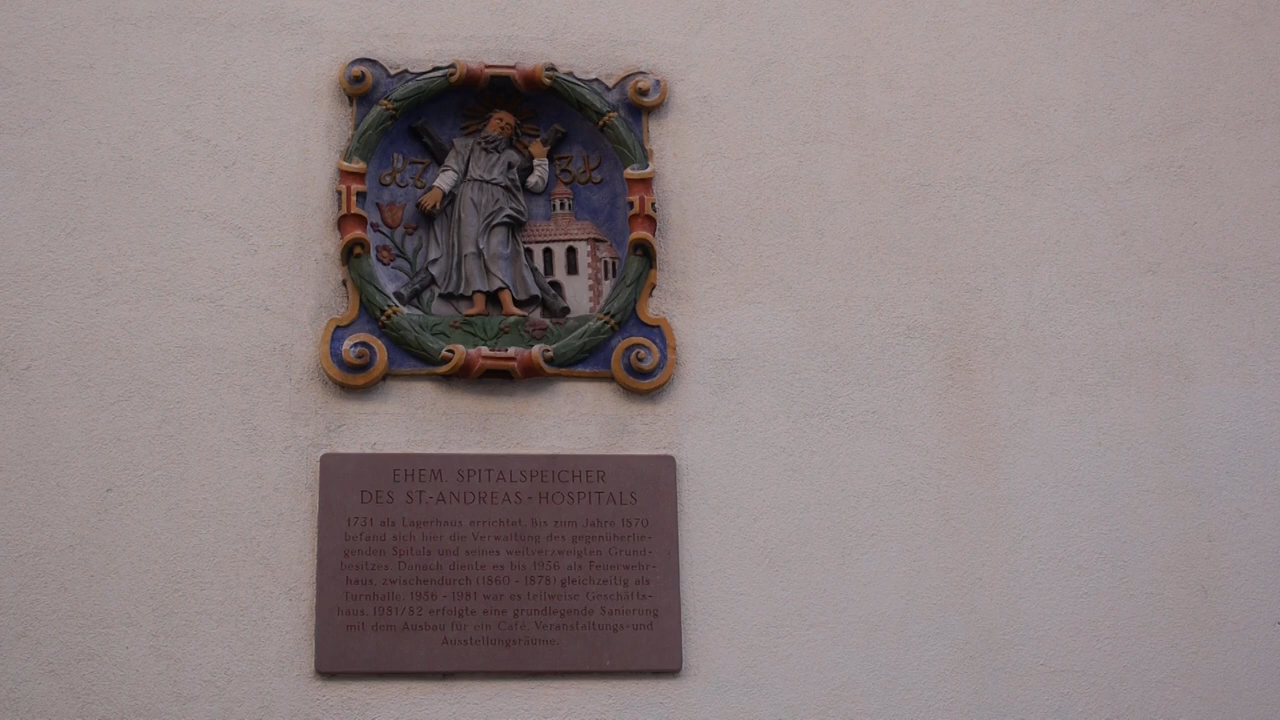 17 31
EHEM. SPITALSPEICHER
DES ST.-ANDREAS-HOSPITALS
1731 als Lagerhaus errichtet. Bis zum Jahre 1870
befand sich hier die Verwaltung des gegenüberlie-
genden Spitals und seines weitverzweigten Grund-
besitzes. Danach diente es bis 1956 als Feuerwehr-
haus, zwischendurch (1860 - 1878) gleichzeitig als
Turnhalle. 1956 - 1981 war es teilweise Geschäfts-
haus. 1981/82 erfolgte eine grundlegende Sanierung
mit dem Ausbau für ein Café, Veranstaltungs- und
Ausstellungsräume.